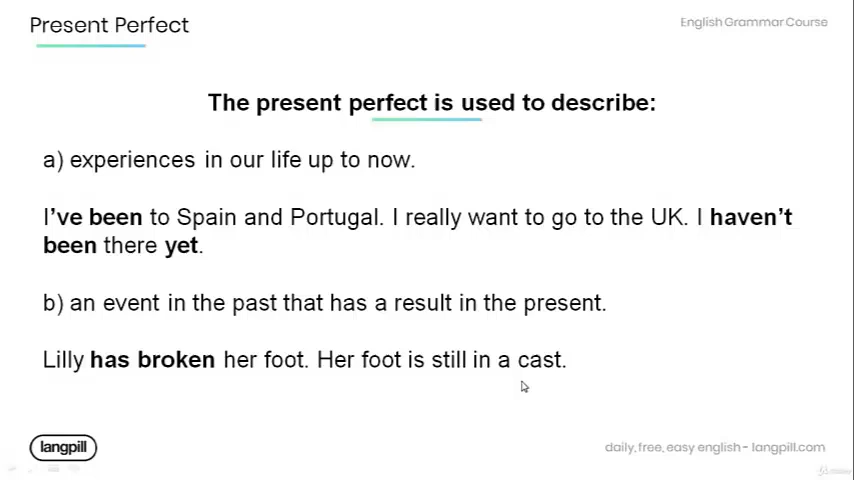 Present Perfect
English Grammar Course
The present perfect is used to describe:
a) experiences in our life up to now.
I've been to Spain and Portugal. I really want to go to the UK. I haven't
been there yet.
b) an event in the past that has a result in the present.
Lilly has broken her foot. Her foot is still in a cast.
langpill
daily, free, easy english - langpill.com